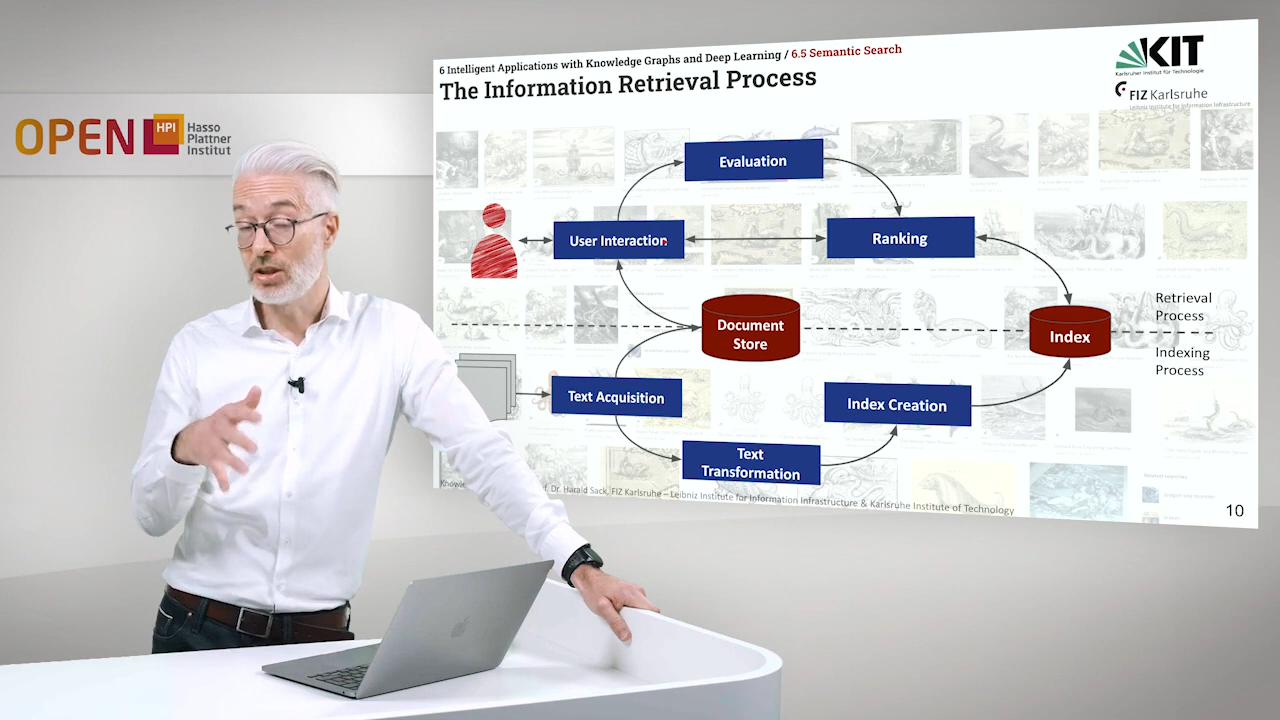 OPEN
HPI
Hasso
Plattner
Institut
6 Intelligent Applications with Knowledge Graphs and Deep Learning / 6.5 Semantic Search
The Information Retrieval Process
KIT
Karlsruher Institut für Technologie
FIZ Karlsruhe
Leibniz Institute for Information Infrastructure
Evaluation
User Interaction
Ranking
Document
Store
Index
Retrieval
Process
Indexing
Process
Text Acquisition
Index Creation
Text
Transformation
Dr. Harald Sack, FIZ Karlsruhe – Leibniz Institute for Information Infrastructure & Karlsruhe Institute of Technology
10